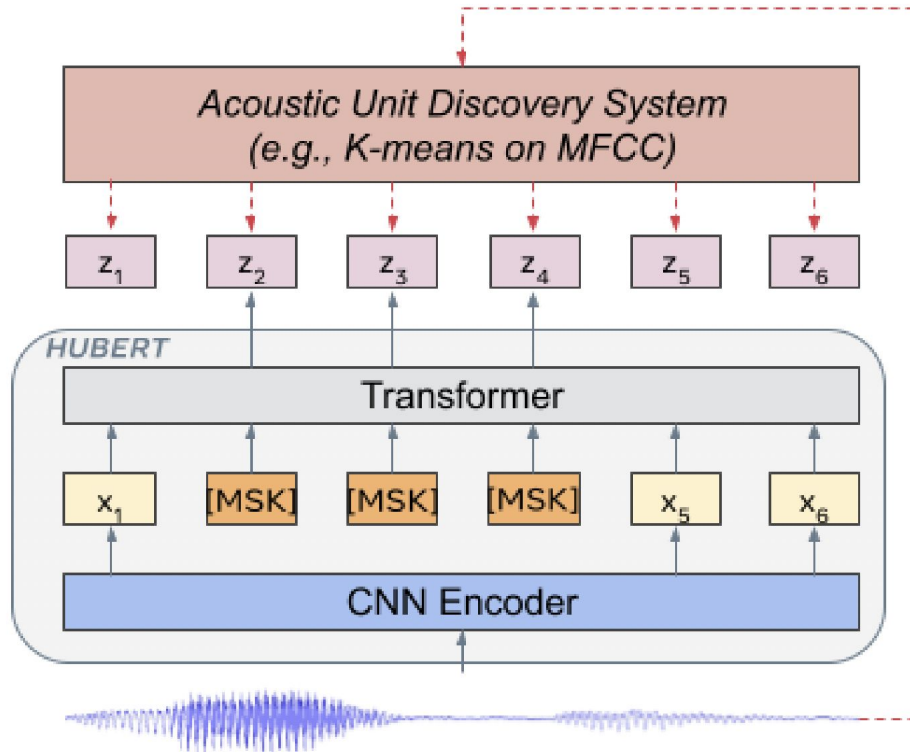 Acoustic Unit Discovery System
(e.g., K-means on MFCC)
z₁ z₂ z₃ z₄ z₅ z₆
HUBERT
Transformer
x₁ [MSK] [MSK] [MSK] x₅ x₆
CNN Encoder